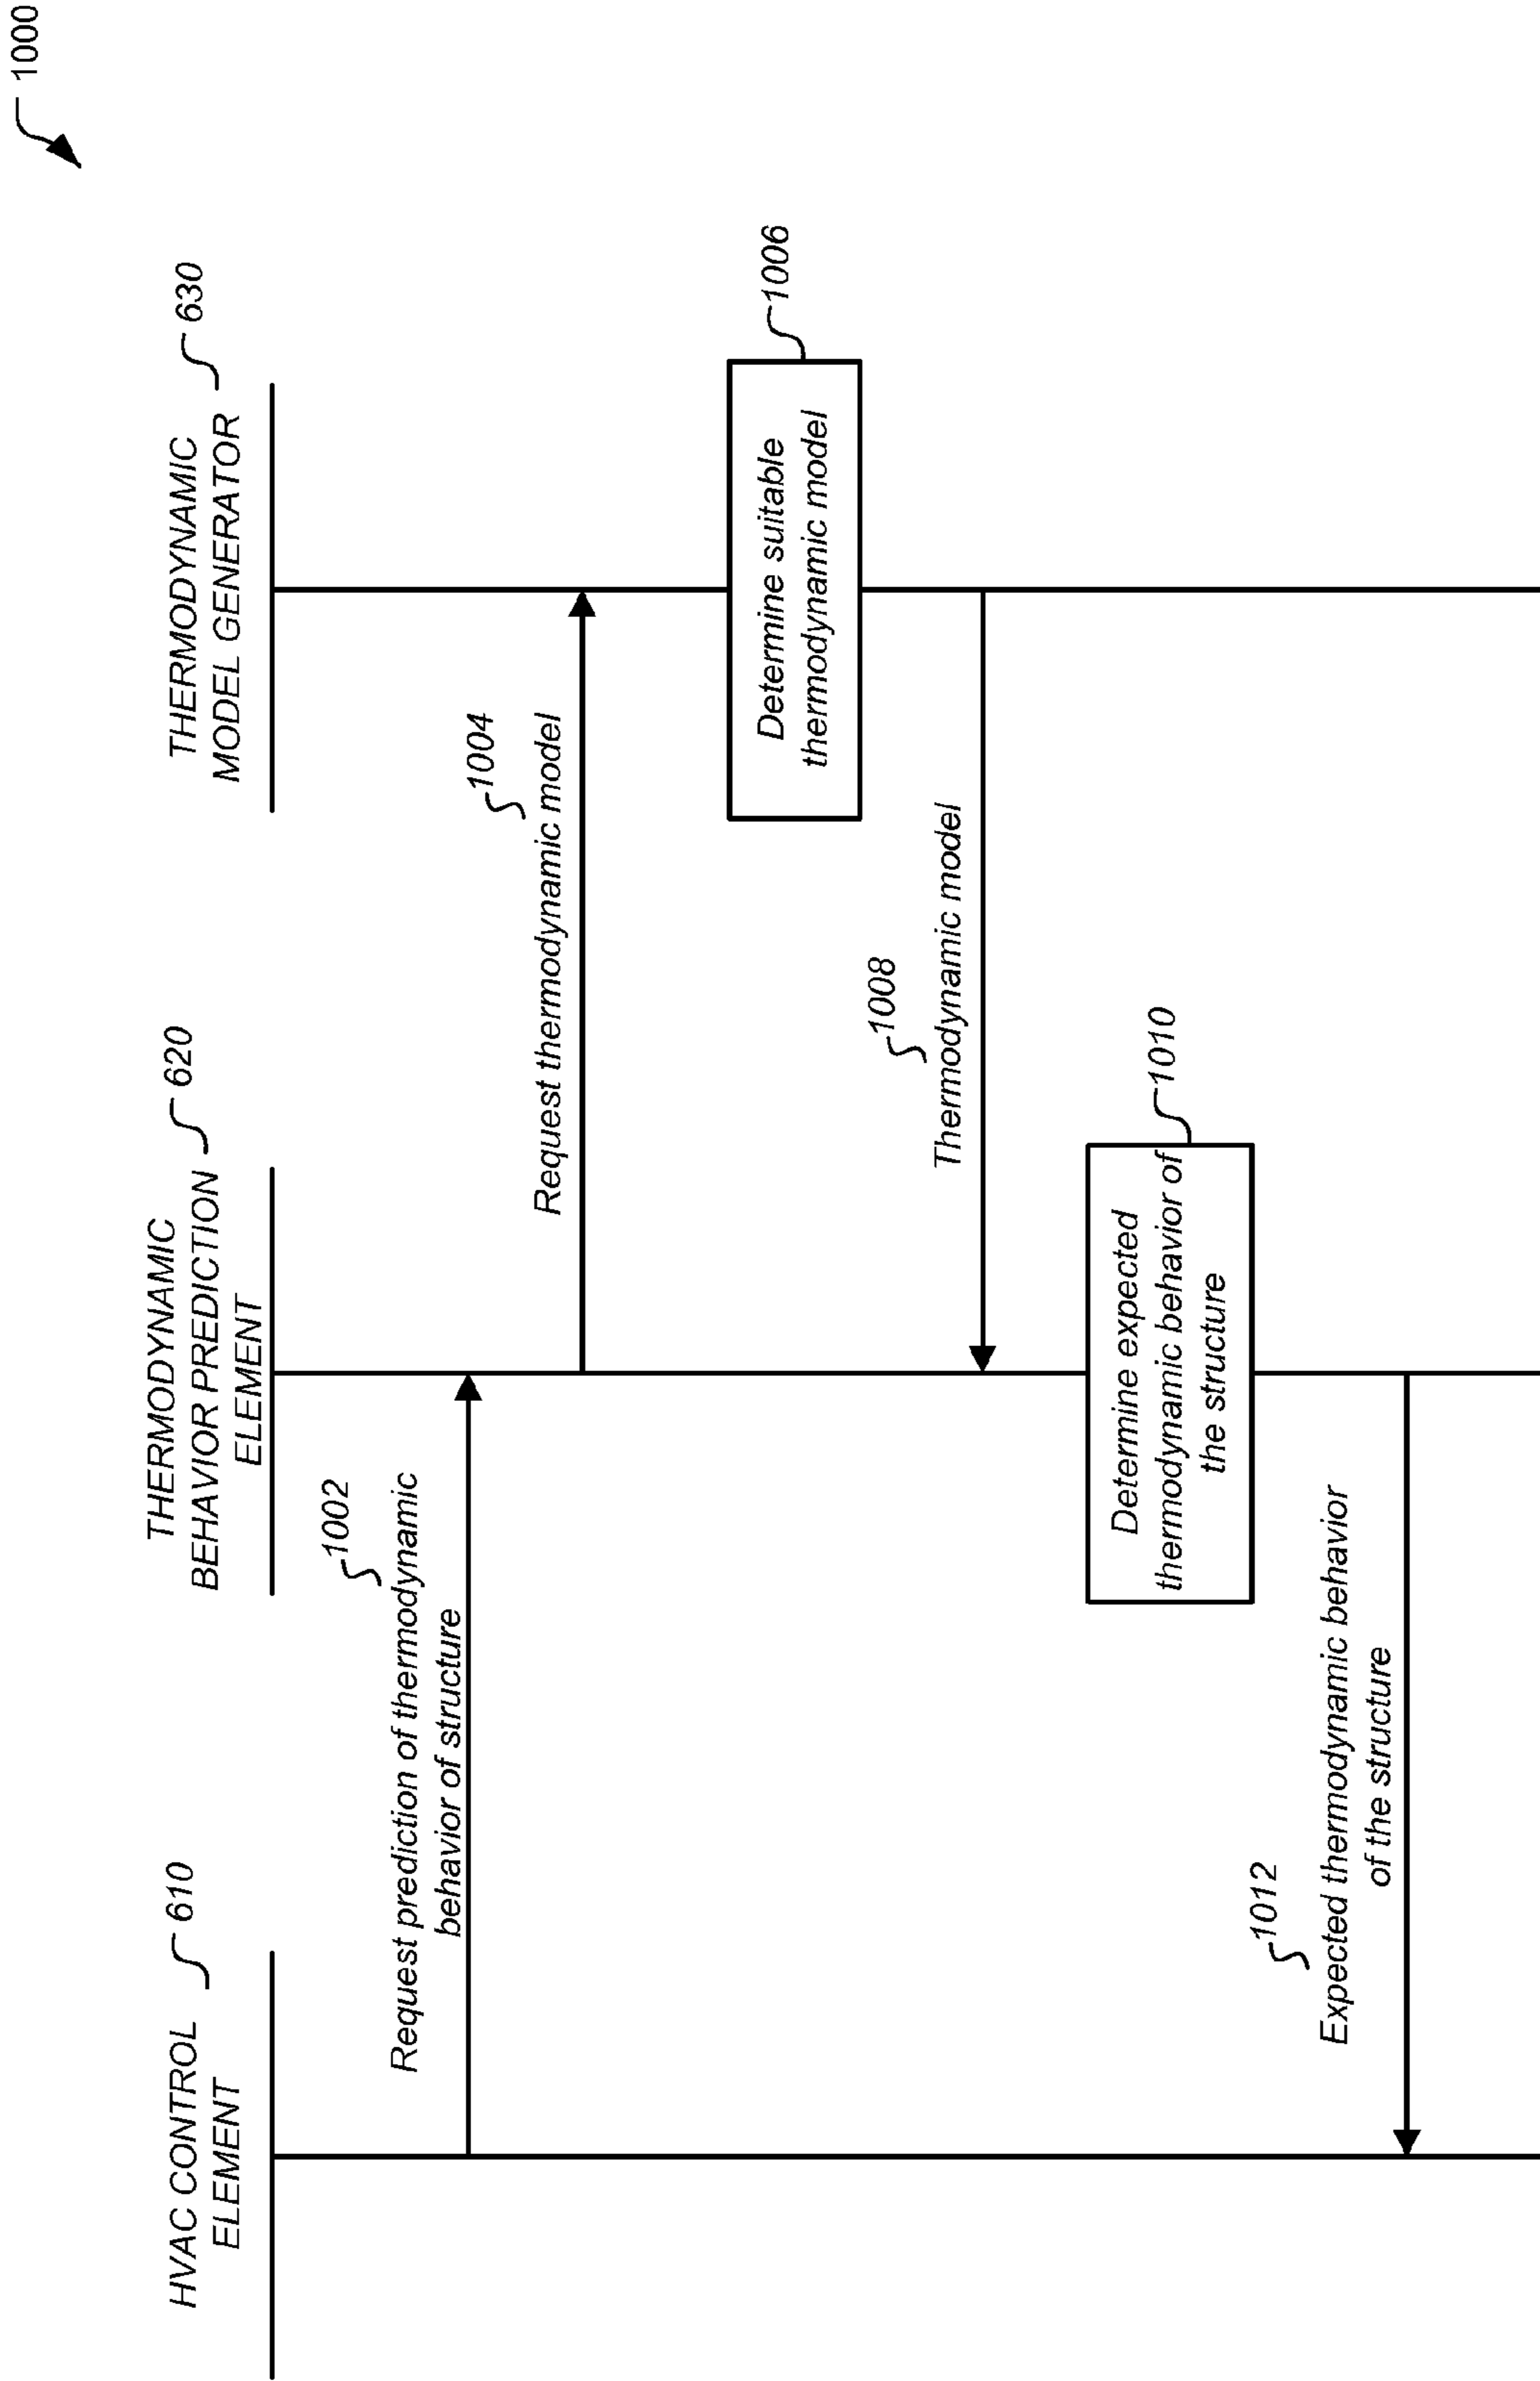 1000
HVAC CONTROL
ELEMENT
610
THERMODYNAMIC
BEHAVIOR PREDICTION
ELEMENT
620
THERMODYNAMIC
MODEL GENERATOR
630
1002
Request prediction of thermodynamic
behavior of structure
1004
Request thermodynamic model
Determine suitable
thermodynamic model
1006
1008
Thermodynamic model
Determine expected
thermodynamic behavior of
the structure
1010
1012
Expected thermodynamic behavior
of the structure